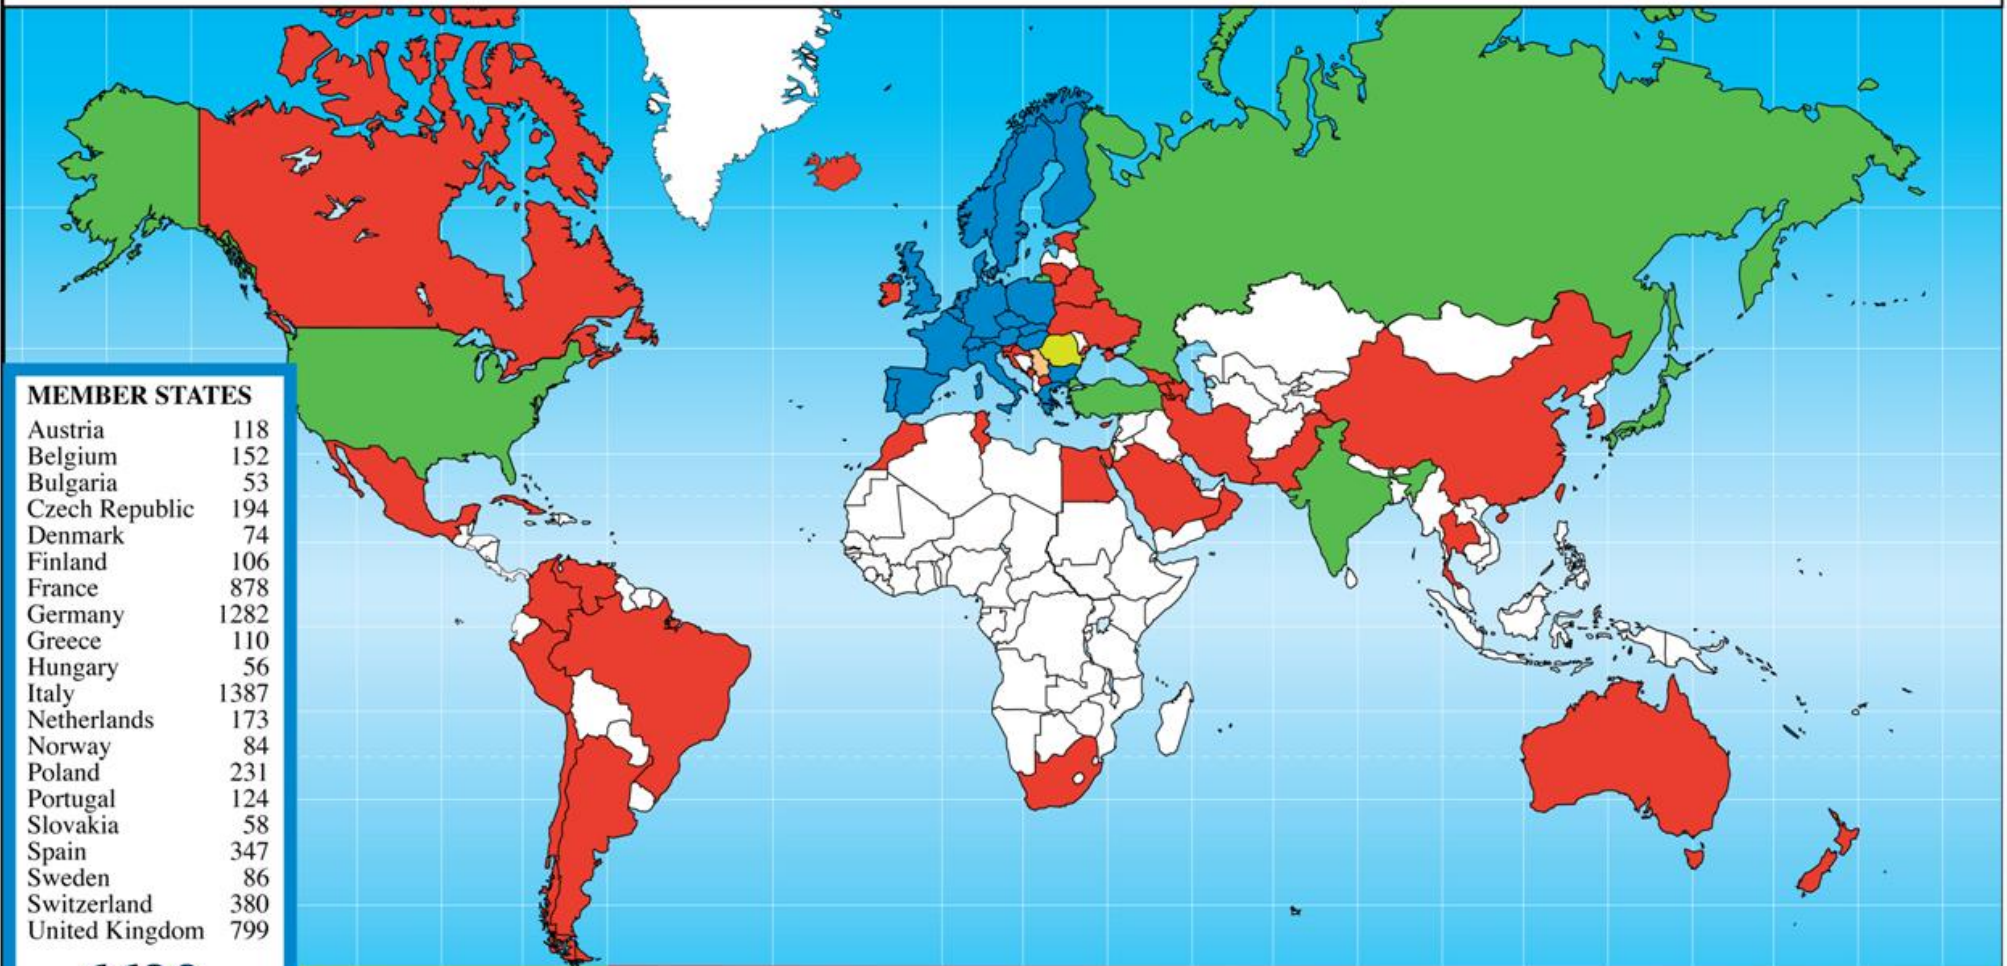 MEMBER STATES
Austria 118
Belgium 152
Bulgaria 53
Czech Republic 194
Denmark 74
Finland 106
France 878
Germany 1282
Greece 110
Hungary 56
Italy 1387
Netherlands 173
Norway 84
Poland 231
Portugal 124
Slovakia 58
Spain 347
Sweden 86
Switzerland 380
United Kingdom 799